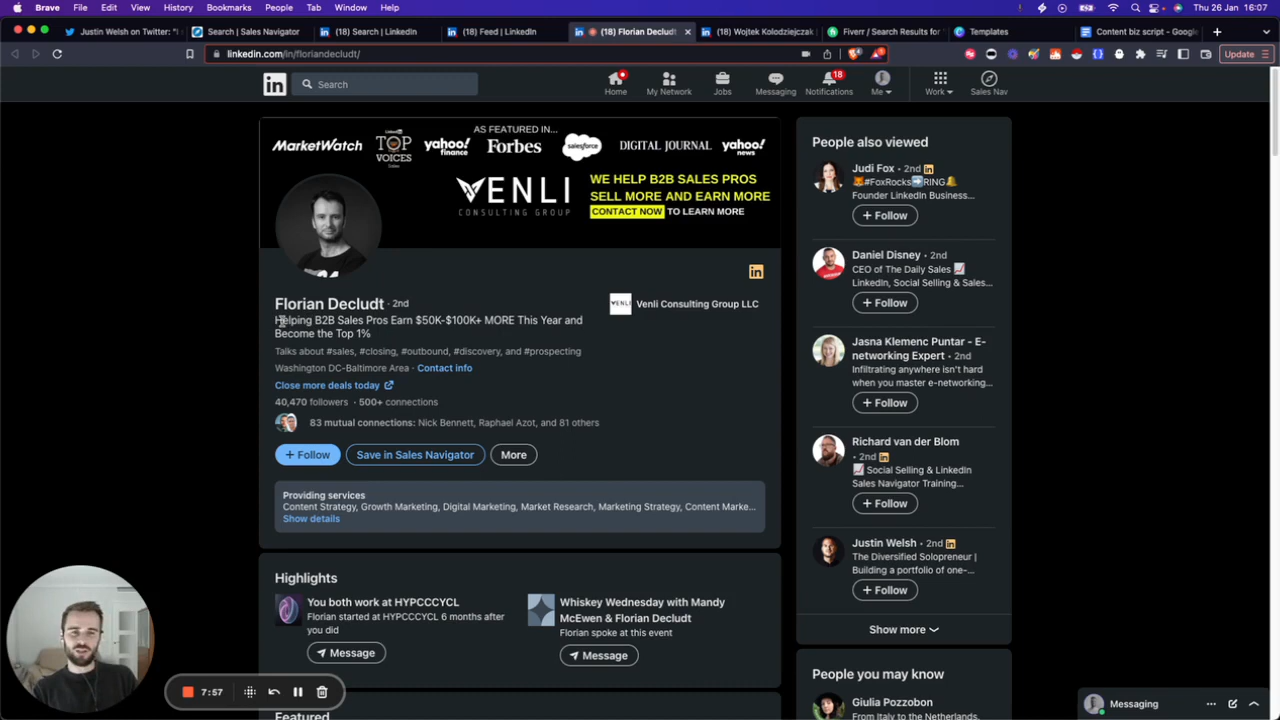 Brave File Edit View History Bookmarks People Tab Window Help
Thu 26 Jan 16:07
Justin Welsh on Twitter: "I
Search | Sales Navigator
(18) Search | LinkedIn
(18) Feed | LinkedIn
(18) Florian Decludt
(18) Wojtek Kolodziejczak
Fiverr / Search Results for
Templates
Content biz script - Google
linkedin.com/in/floriandecludt/
Update
in
Search
Home
My Network
Jobs
Messaging
18
Notifications
Me
Work
Sales Nav
AS FEATURED IN...
MarketWatch
TOP VOICES
yahoo! finance
Forbes
salesforce
DIGITAL JOURNAL
yahoo! news
VENLI
CONSULTING GROUP
WE HELP B2B SALES PROS
SELL MORE AND EARN MORE
CONTACT NOW TO LEARN MORE
in
Florian Decludt · 2nd
VENLI
Venli Consulting Group LLC
Helping B2B Sales Pros Earn $50K-$100K+ MORE This Year and
Become the Top 1%
Talks about #sales, #closing, #outbound, #discovery, and #prospecting
Washington DC-Baltimore Area · Contact info
Close more deals today
40,470 followers · 500+ connections
83 mutual connections: Nick Bennett, Raphael Azot, and 81 others
+ Follow
Save in Sales Navigator
More
Providing services
Content Strategy, Growth Marketing, Digital Marketing, Market Research, Marketing Strategy, Content Marke...
Show details
Highlights
You both work at HYPCCCYCL
Florian started at HYPCCCYCL 6 months after
you did
Message
Whiskey Wednesday with Mandy
McEwen & Florian Decludt
Florian spoke at this event
Message
Featured
People also viewed
Judi Fox · 2nd in
🦊#FoxRocks➡️RING🔔
Founder LinkedIn Business...
+ Follow
Daniel Disney · 2nd
CEO of The Daily Sales 📈
LinkedIn, Social Selling & Sales...
+ Follow
Jasna Klemenc Puntar - E-
networking Expert · 2nd
Infiltrating anywhere isn't hard
when you master e-networking...
+ Follow
Richard van der Blom
· 2nd in
📈 Social Selling & LinkedIn
Sales Navigator Training...
+ Follow
Justin Welsh · 2nd in
The Diversified Solopreneur |
Building a portfolio of one-...
+ Follow
Show more
People you may know
Giulia Pozzobon
From Italy to the Netherlands,
7:57
Messaging